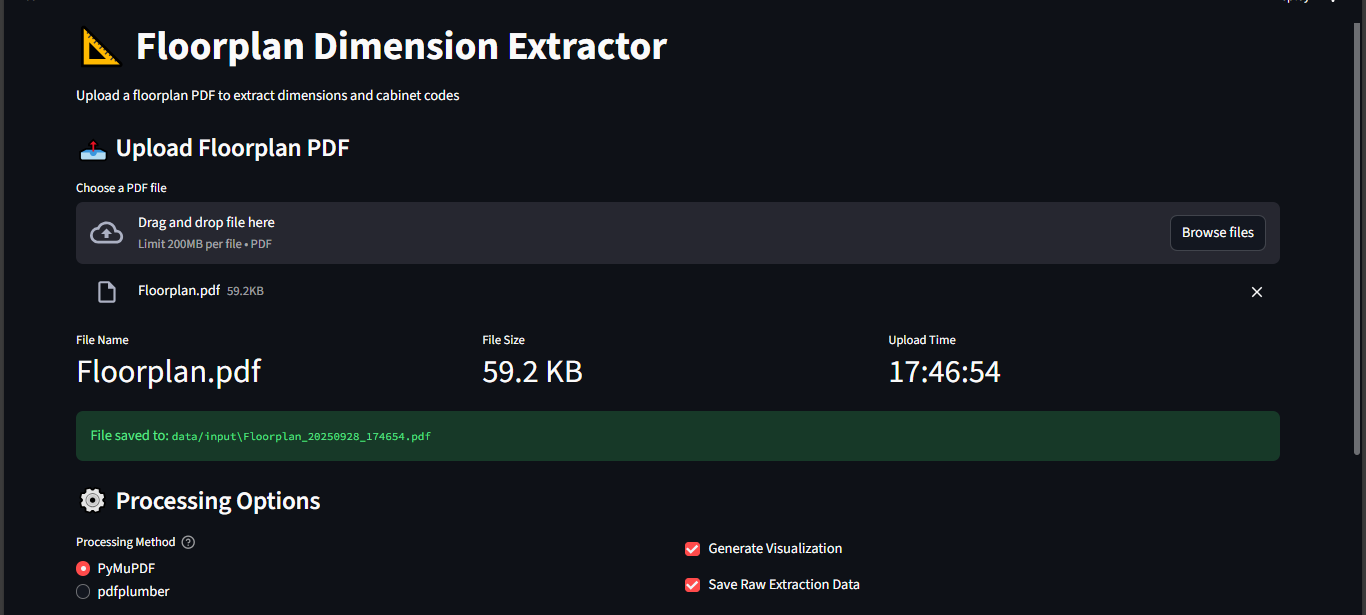 Floorplan Dimension Extractor
Upload a floorplan PDF to extract dimensions and cabinet codes
Upload Floorplan PDF
Choose a PDF file
Drag and drop file here
Limit 200MB per file • PDF
Browse files
Floorplan.pdf 59.2KB
File Name File Size Upload Time
Floorplan.pdf 59.2 KB 17:46:54
File saved to: data/input\Floorplan_20250928_174654.pdf
Processing Options
Processing Method
PyMuPDF
pdfplumber
Generate Visualization
Save Raw Extraction Data